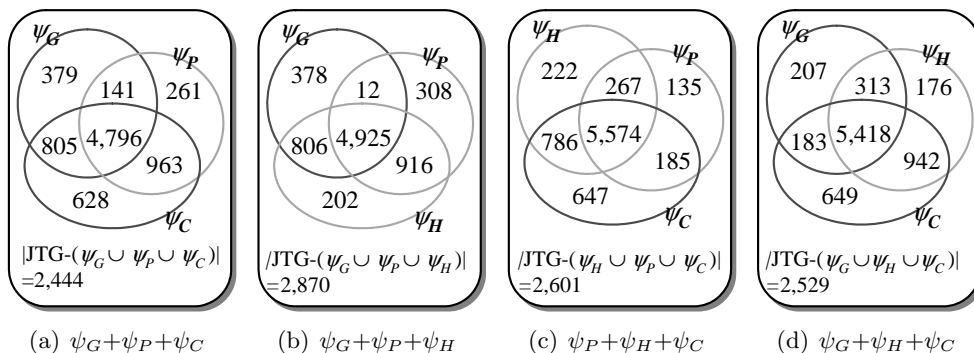 ψG
ψP
379
141
261
4,796
805
963
628
ψC
|JTG-(ψG ∪ ψP ∪ ψC)|
=2,444
(a) ψG+ψP+ψC
ψG
ψP
378
12
308
4,925
806
916
202
ψH
|JTG-(ψG ∪ ψP ∪ ψH)|
=2,870
(b) ψG+ψP+ψH
ψH
ψP
222
267
135
5,574
786
185
647
ψC
|JTG-(ψH ∪ ψP ∪ ψC)|
=2,601
(c) ψP+ψH+ψC
ψG
ψH
207
313
176
5,418
183
942
649
ψC
|JTG-(ψG ∪ ψH ∪ ψC)|
=2,529
(d) ψG+ψH+ψC